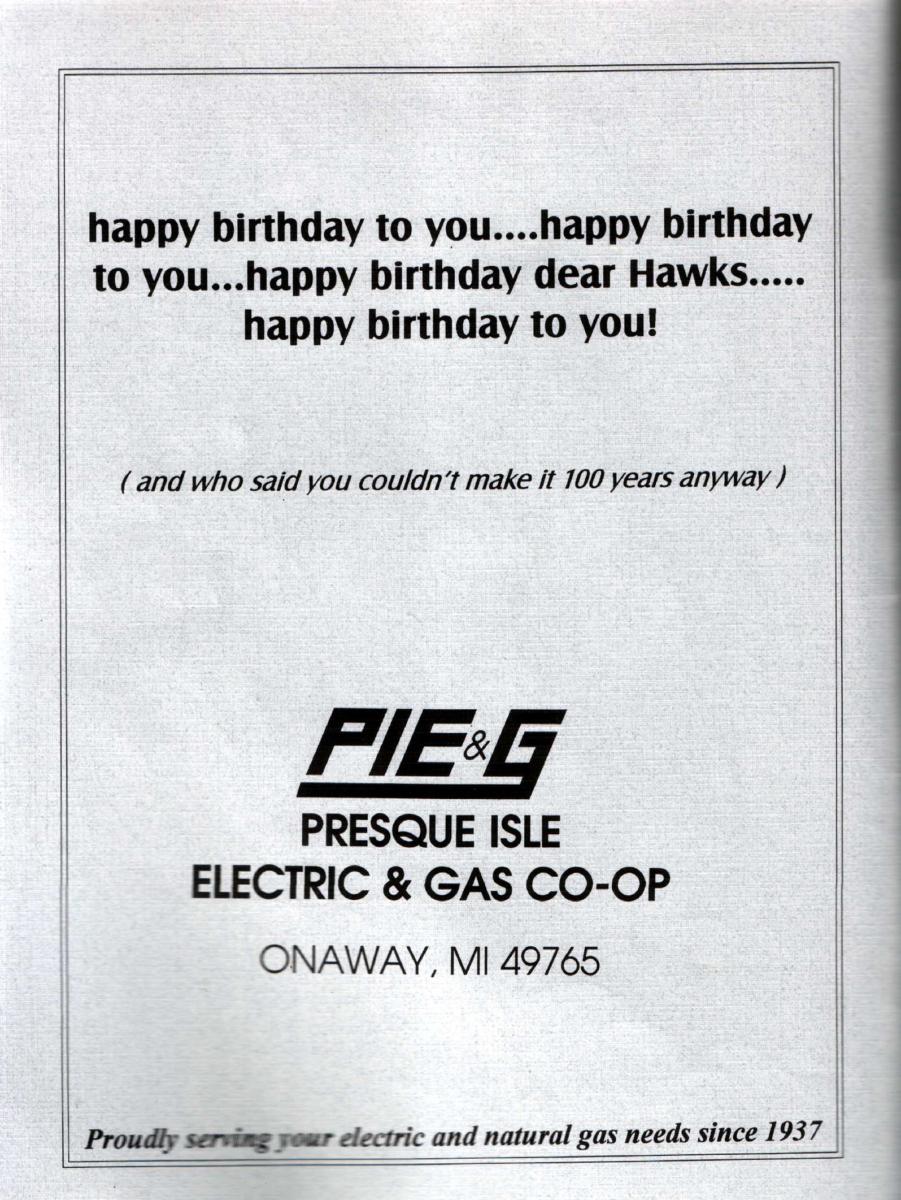 happy birthday to you....happy birthday
to you...happy birthday dear Hawks.....
happy birthday to you!
( and who said you couldn't make it 100 years anyway )
PIE&G
PRESQUE ISLE
ELECTRIC & GAS CO-OP
ONAWAY, MI 49765
Proudly serving your electric and natural gas needs since 1937